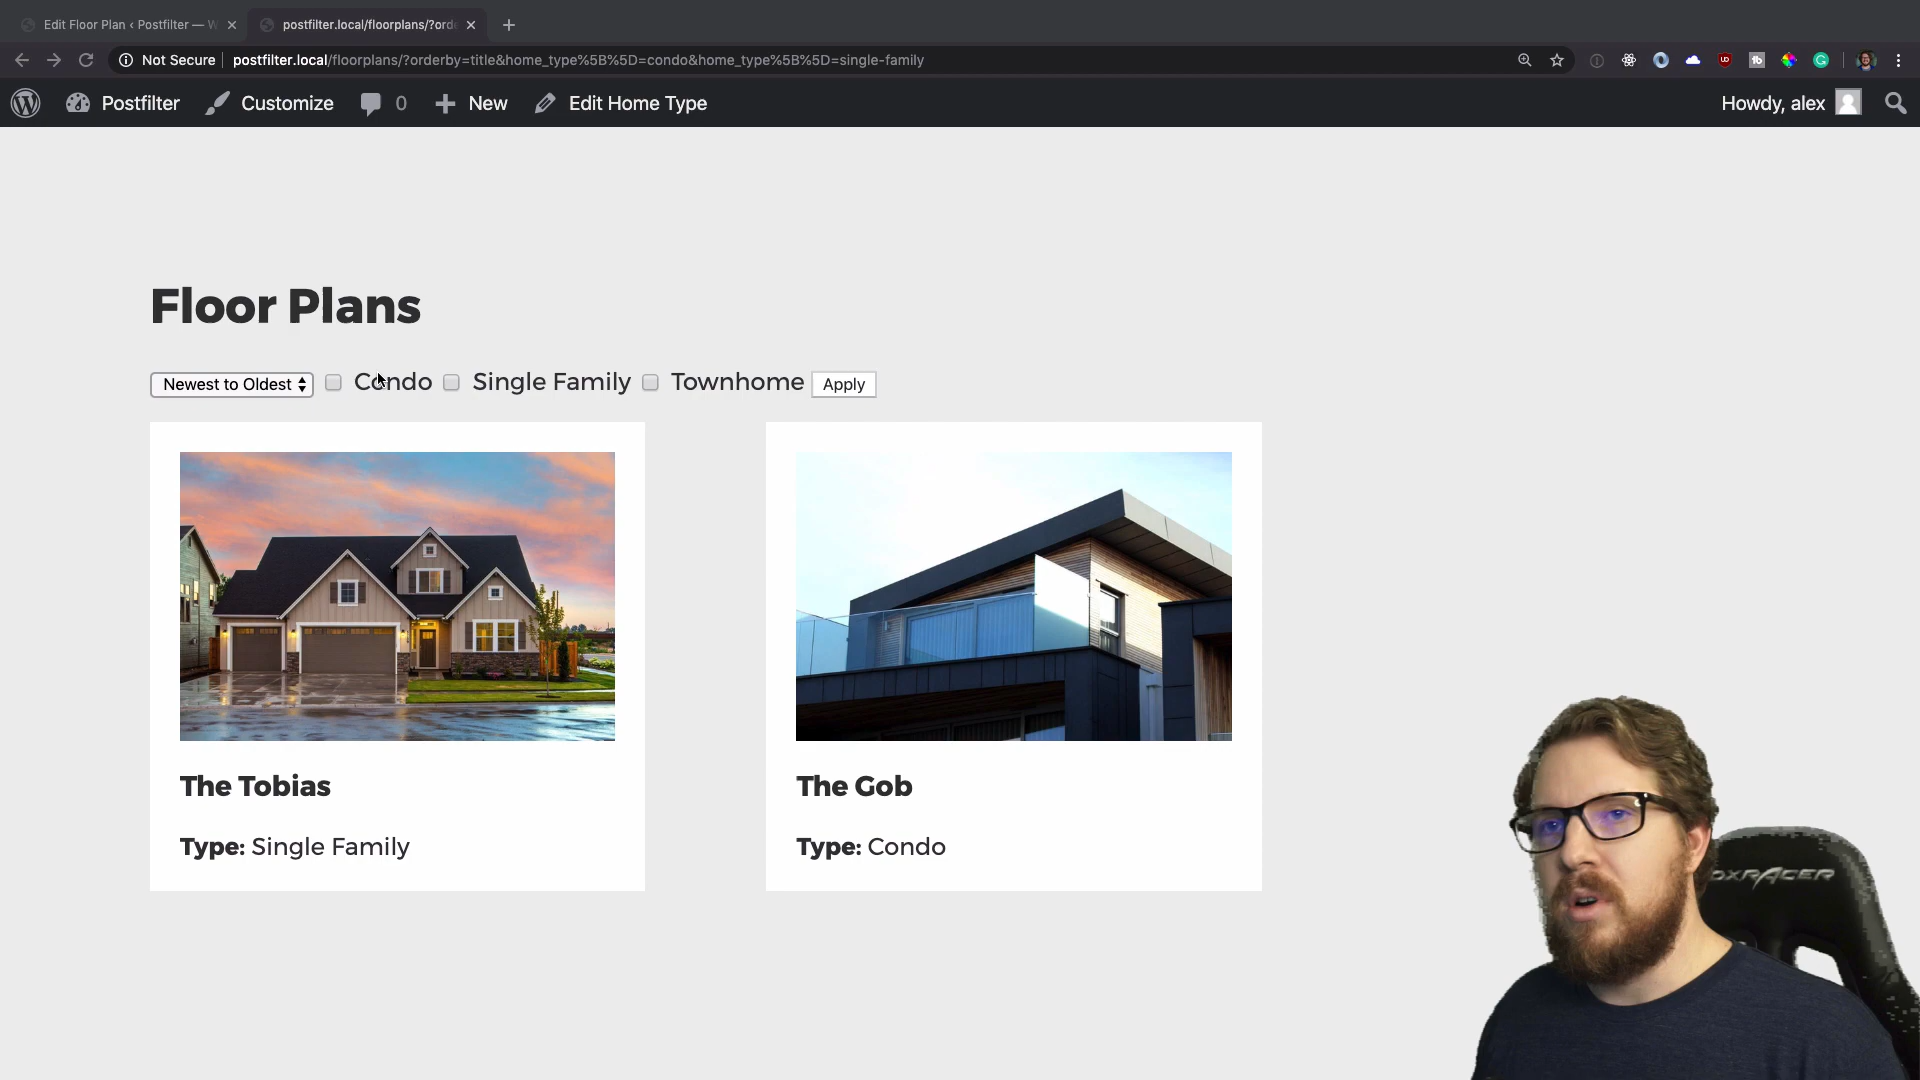 Edit Floor Plan ‹ Postfilter — W
postfilter.local/floorplans/?orde
Not Secure
postfilter.local/floorplans/?orderby=title&home_type%5B%5D=condo&home_type%5B%5D=single-family
Postfilter
Customize
0
New
Edit Home Type
Howdy, alex
Floor Plans
Newest to Oldest
Condo
Single Family
Townhome
Apply
The Tobias
The Gob
Type: Single Family
Type: Condo
DXRACER